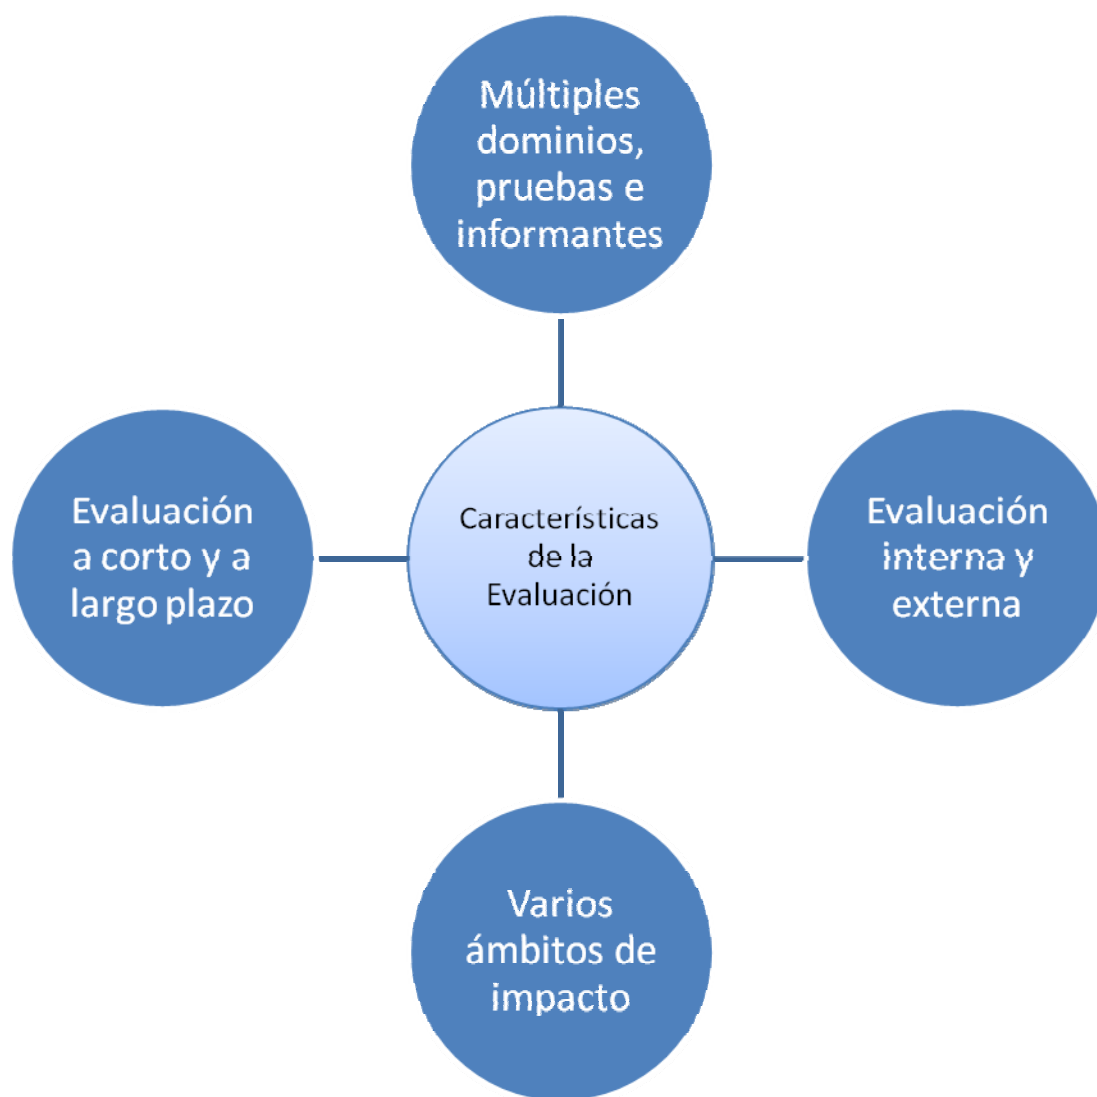 Múltiples
dominios,
pruebas e
informantes
Evaluación
a corto y a
largo plazo
Características
de la
Evaluación
Evaluación
interna y
externa
Varios
ámbitos de
impacto